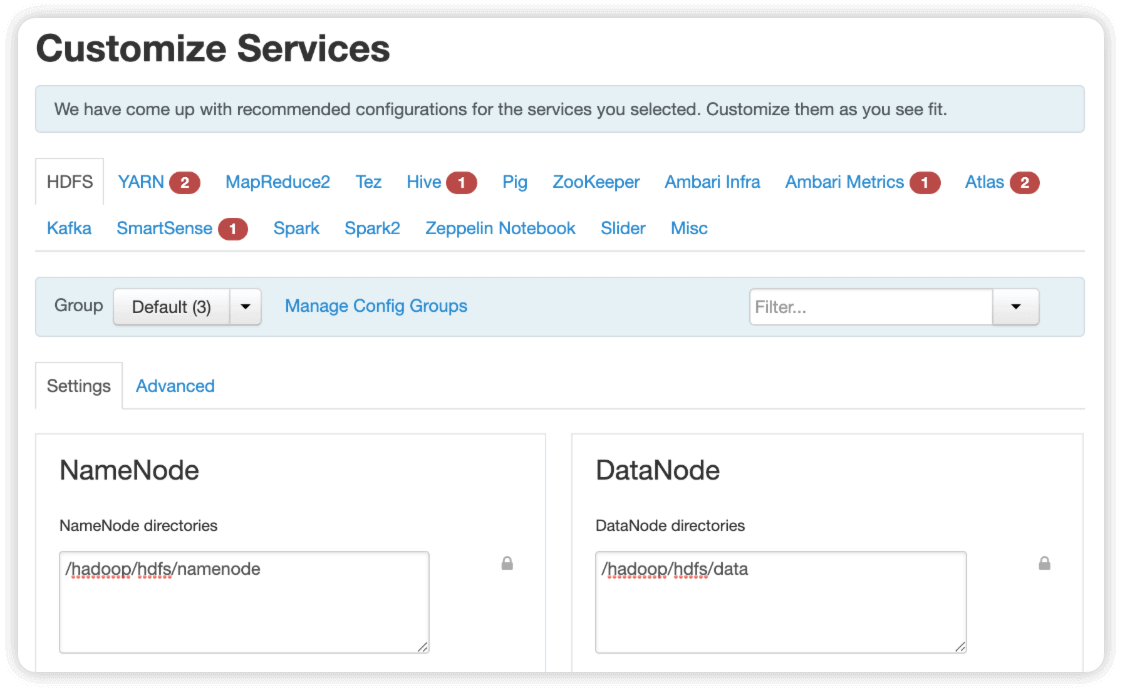 Customize Services
We have come up with recommended configurations for the services you selected. Customize them as you see fit.
HDFS YARN 2 MapReduce2 Tez Hive 1 Pig ZooKeeper Ambari Infra Ambari Metrics 1 Atlas 2
Kafka SmartSense 1 Spark Spark2 Zeppelin Notebook Slider Misc
Group Default (3) Manage Config Groups Filter...
Settings Advanced
NameNode DataNode
NameNode directories DataNode directories
/hadoop/hdfs/namenode /hadoop/hdfs/data